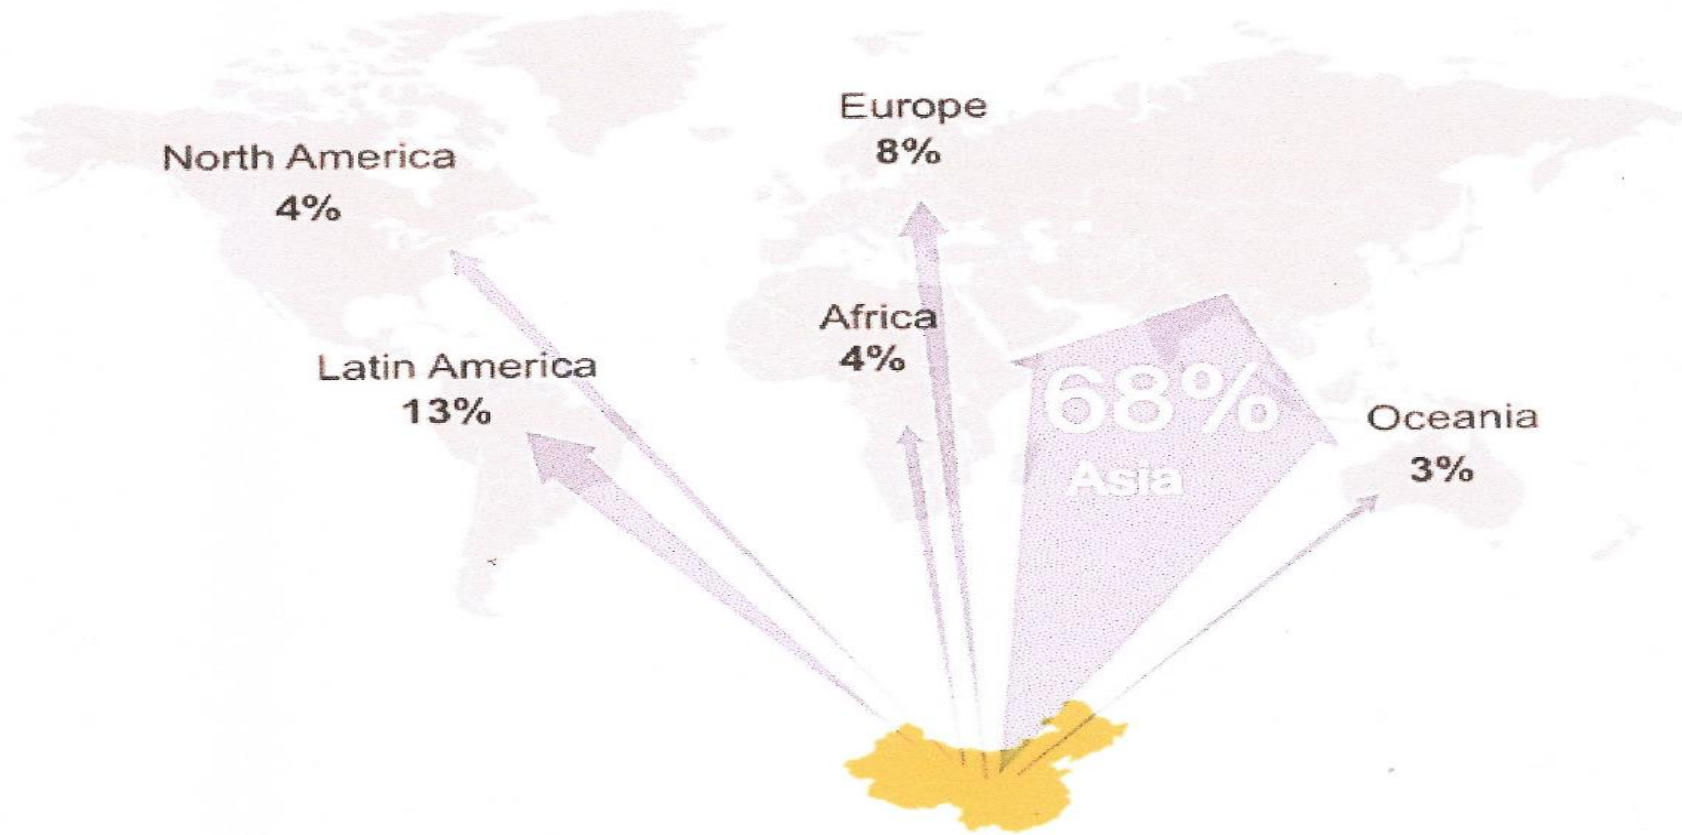 Europe
8%
North America
4%
Africa
4%
Latin America
13%
68%
Asia
Oceania
3%